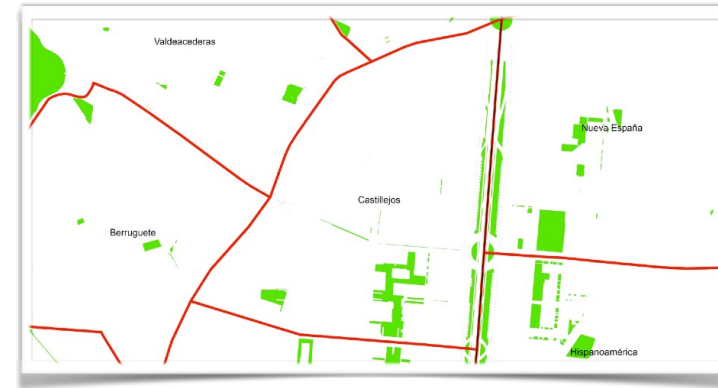 Valdeacederas
Nueva España
Castillejos
Berruguete
Hispanoamérica